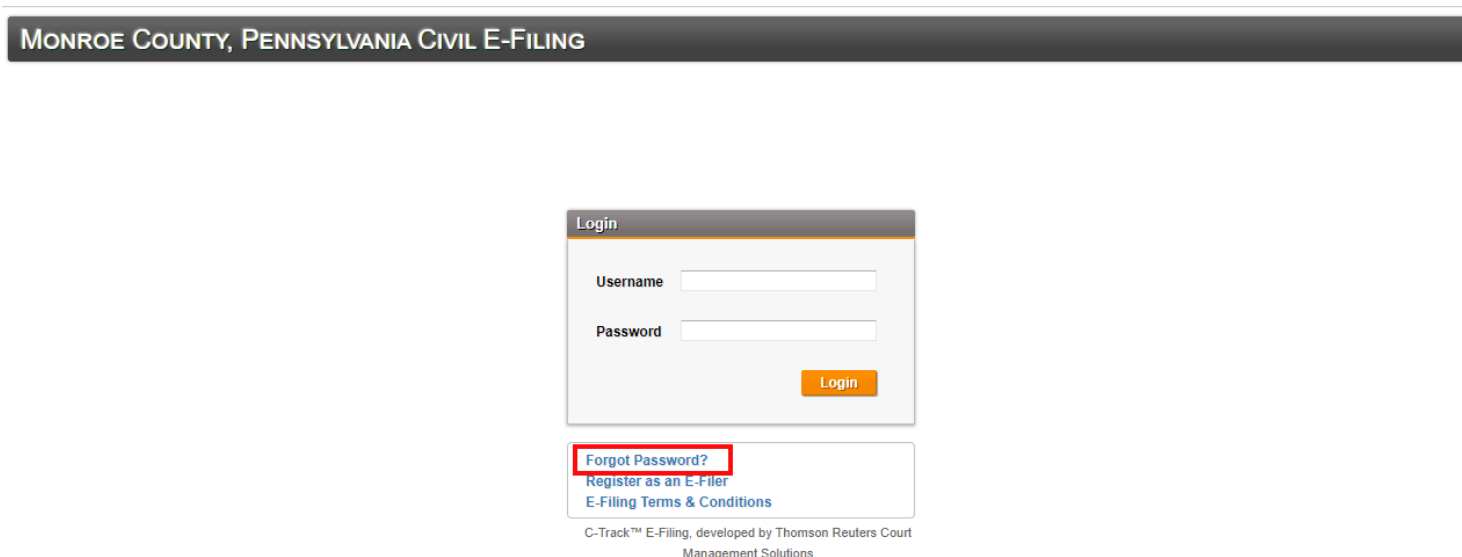 MONROE COUNTY, PENNSYLVANIA CIVIL E-FILING
Login
Username
Password
Login
Forgot Password?
Register as an E-Filer
E-Filing Terms & Conditions
C-Track™ E-Filing, developed by Thomson Reuters Court
Management Solutions